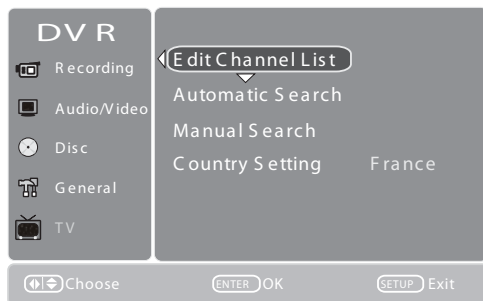 DVR
Recording
Audio/Video
Disc
General
TV
Edit Channel List
Automatic Search
Manual Search
Country Setting France
Choose
ENTER OK
SETUP Exit